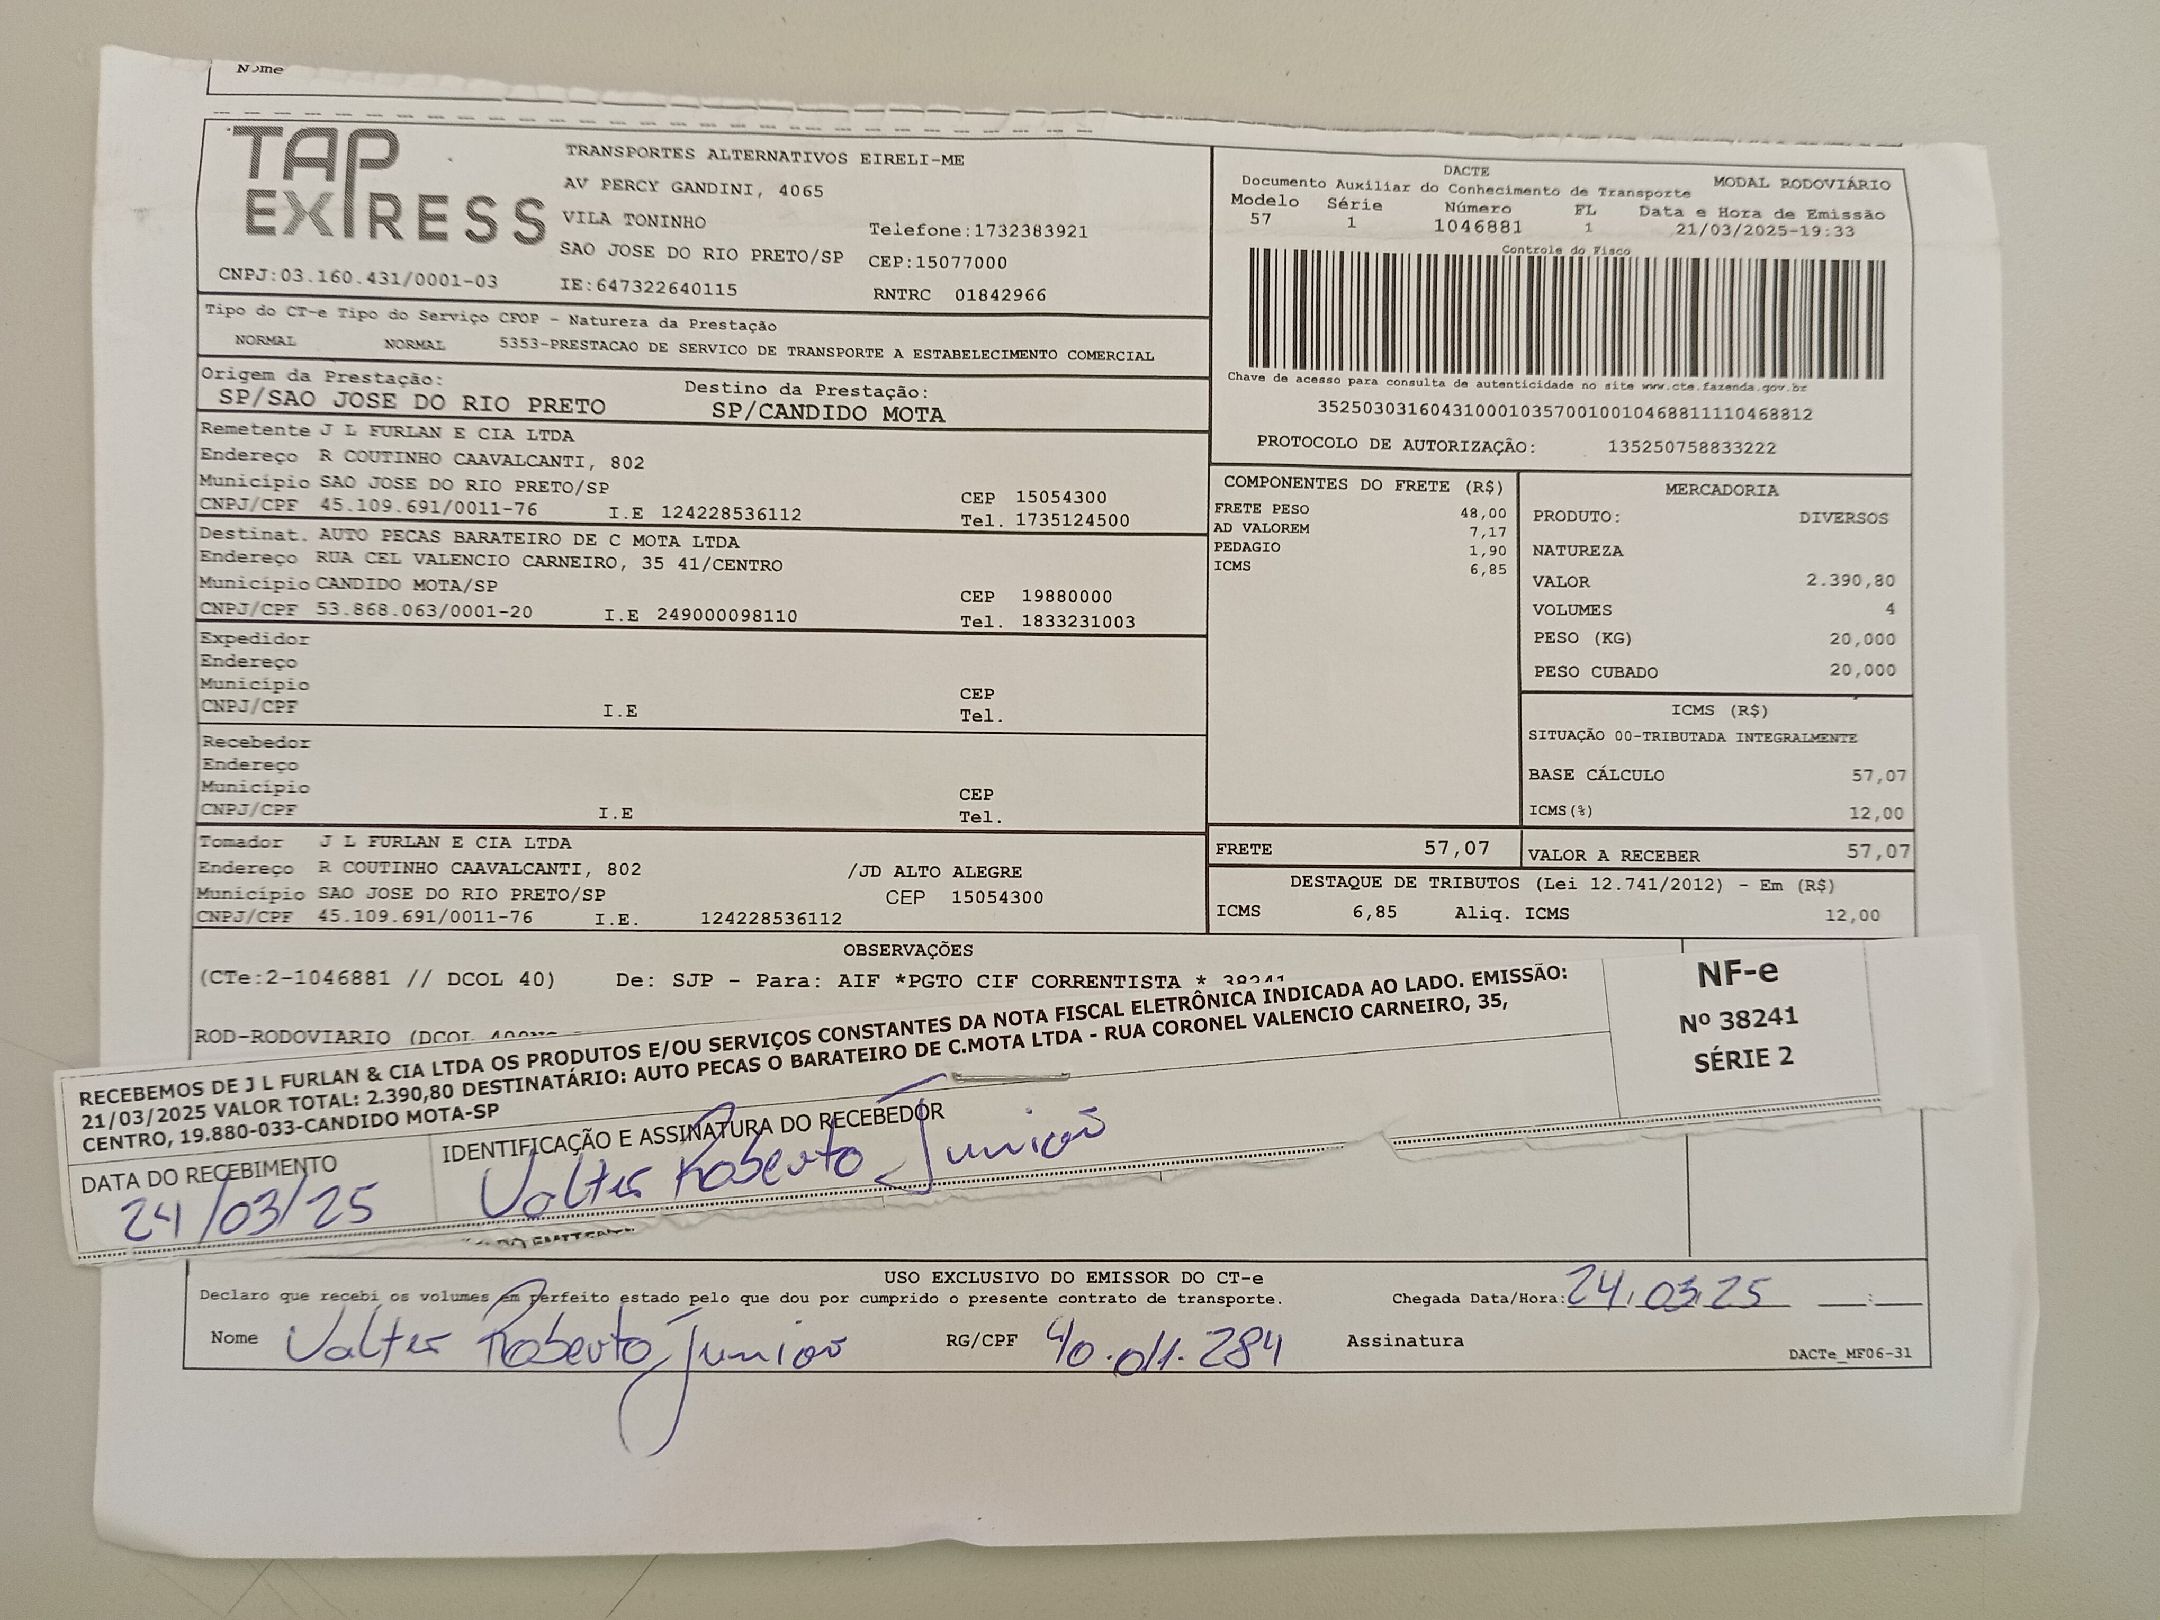 Nome
TAP EXPRESS
TRANSPORTES ALTERNATIVOS EIRELI-ME
AV PERCY GANDINI, 4065
VILA TONINHO
Telefone:1732383921
SAO JOSE DO RIO PRETO/SP CEP:15077000
CNPJ:03.160.431/0001-03 IE:647322640115 RNTRC 01842966
DACTE
Documento Auxiliar do Conhecimento de Transporte MODAL RODOVIÁRIO
Modelo Série Número FL Data e Hora de Emissão
57 1 1046881 1 21/03/2025-19:33
Controle do Fisco
Chave de acesso para consulta de autenticidade no site www.cte.fazenda.gov.br
35250303160431000103570010010468811110468812
PROTOCOLO DE AUTORIZAÇÃO: 135250758833222
Tipo do CT-e Tipo do Serviço CFOP - Natureza da Prestação
NORMAL NORMAL 5353-PRESTACAO DE SERVICO DE TRANSPORTE A ESTABELECIMENTO COMERCIAL
Origem da Prestação: Destino da Prestação:
SP/SAO JOSE DO RIO PRETO SP/CANDIDO MOTA
Remetente J L FURLAN E CIA LTDA
Endereço R COUTINHO CAAVALCANTI, 802
Município SAO JOSE DO RIO PRETO/SP CEP 15054300
CNPJ/CPF 45.109.691/0011-76 I.E 124228536112 Tel. 1735124500
Destinat. AUTO PECAS BARATEIRO DE C MOTA LTDA
Endereço RUA CEL VALENCIO CARNEIRO, 35 41/CENTRO
Município CANDIDO MOTA/SP CEP 19880000
CNPJ/CPF 53.868.063/0001-20 I.E 249000098110 Tel. 1833231003
Expedidor
Endereço
Município CEP
CNPJ/CPF I.E Tel.
Recebedor
Endereço
Município CEP
CNPJ/CPF I.E Tel.
Tomador J L FURLAN E CIA LTDA
Endereço R COUTINHO CAAVALCANTI, 802 /JD ALTO ALEGRE
Município SAO JOSE DO RIO PRETO/SP CEP 15054300
CNPJ/CPF 45.109.691/0011-76 I.E. 124228536112
COMPONENTES DO FRETE (R$)
FRETE PESO 48,00
AD VALOREM 7,17
PEDAGIO 1,90
ICMS 6,85
MERCADORIA
PRODUTO: DIVERSOS
NATUREZA
VALOR 2.390,80
VOLUMES 4
PESO (KG) 20,000
PESO CUBADO 20,000
ICMS (R$)
SITUAÇÃO 00-TRIBUTADA INTEGRALMENTE
BASE CÁLCULO 57,07
ICMS(%) 12,00
FRETE 57,07 VALOR A RECEBER 57,07
DESTAQUE DE TRIBUTOS (Lei 12.741/2012) - Em (R$)
ICMS 6,85 Aliq. ICMS 12,00
OBSERVAÇÕES
(CTe:2-1046881 // DCOL 40) De: SJP - Para: AIF *PGTO CIF CORRENTISTA * 38241
ROD-RODOVIARIO (DCOL
RECEBEMOS DE J L FURLAN & CIA LTDA OS PRODUTOS E/OU SERVIÇOS CONSTANTES DA NOTA FISCAL ELETRÔNICA INDICADA AO LADO. EMISSÃO:
21/03/2025 VALOR TOTAL: 2.390,80 DESTINATÁRIO: AUTO PECAS O BARATEIRO DE C.MOTA LTDA - RUA CORONEL VALENCIO CARNEIRO, 35,
CENTRO, 19.880-033-CANDIDO MOTA-SP
NF-e
Nº 38241
SÉRIE 2
DATA DO RECEBIMENTO IDENTIFICAÇÃO E ASSINATURA DO RECEBEDOR
24/03/25 Valter Roberto Junior
USO EXCLUSIVO DO EMISSOR DO CT-e
Declaro que recebi os volumes em perfeito estado pelo que dou por cumprido o presente contrato de transporte. Chegada Data/Hora: 24.03.25 __:__
Nome Valter Roberto Junior RG/CPF 40.011.284 Assinatura
DACTe_MF06-31